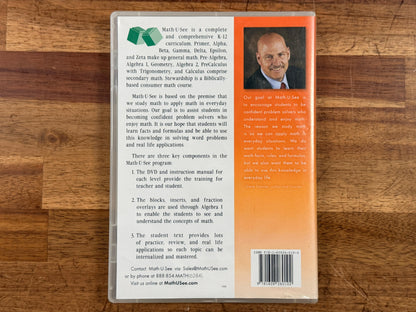 Math·U·See is a complete
and comprehensive K-12
curriculum. Primer, Alpha,
Beta, Gamma, Delta, Epsilon,
and Zeta make up general math. Pre-Algebra,
Algebra 1, Geometry, Algebra 2, PreCalculus
with Trigonometry, and Calculus comprise
secondary math. Stewardship is a Biblically-
based consumer math course.
Math·U·See is based on the premise that
we study math to apply math in everyday
situations. Our goal is to assist students in
becoming confident problem solvers who
enjoy math. It is our hope that students will
learn facts and formulas and be able to use
this knowledge in solving word problems
and real life applications.
There are three key components in the
Math·U·See program:
1. The DVD and instruction manual for
each level provide the training for
teacher and student.
2. The blocks, inserts, and fraction
overlays are used through Algebra 1
to enable the students to see and
understand the concepts of math.
3. The student text provides lots
of practice, review, and real life
applications so each topic can be
internalized and mastered.
Contact Math·U·See via Sales@MathUSee.com
or by phone at 888-854-MATH(6284).
Visit us online at MathUSee.com
Our goal at Math·U·See is
to encourage students to be
confident problem solvers who
understand and enjoy math.
The reason we study math is
so we can apply math in
everyday situations. We do
want students to learn their
math facts, rules, and formulas,
but we also want them to be
able to use this knowledge in
everyday life.